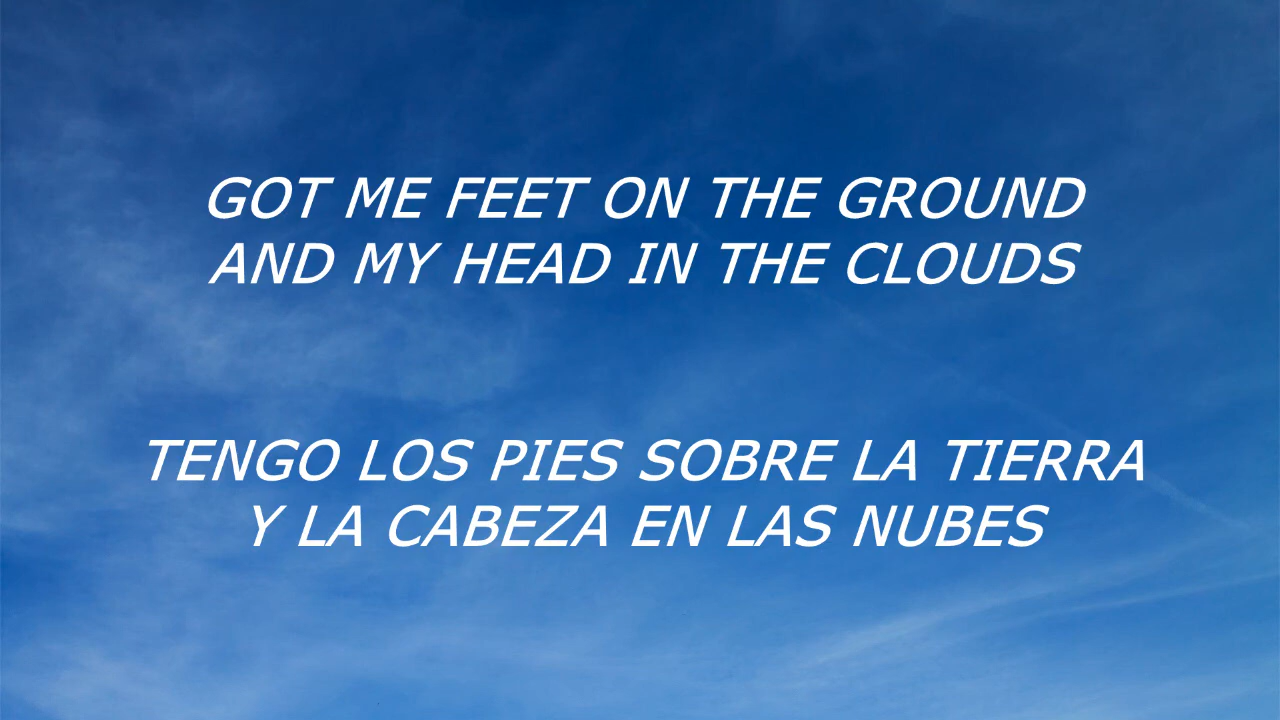 GOT ME FEET ON THE GROUND
AND MY HEAD IN THE CLOUDS
TENGO LOS PIES SOBRE LA TIERRA
Y LA CABEZA EN LAS NUBES